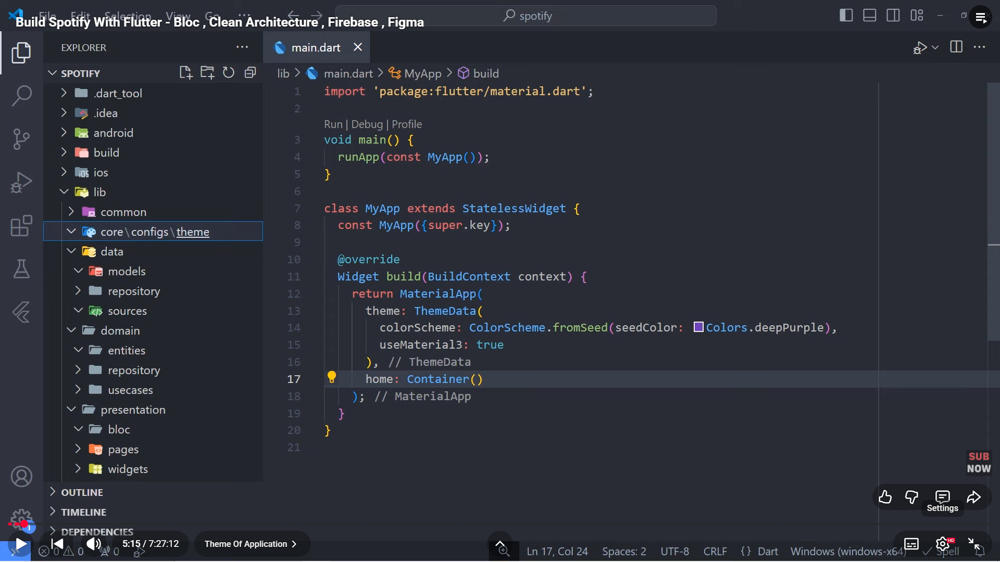 File Edit Selection View Go ...
spotify
Build Spotify With Flutter - Bloc , Clean Architecture , Firebase , Figma
EXPLORER
main.dart
SPOTIFY
lib > main.dart > MyApp > build
.dart_tool
.idea
android
build
ios
lib
common
core\configs\theme
data
models
repository
sources
domain
entities
repository
usecases
presentation
bloc
pages
widgets
OUTLINE
TIMELINE
DEPENDENCIES
1 import 'package:flutter/material.dart';
2
Run | Debug | Profile
3 void main() {
4 runApp(const MyApp());
5 }
6
7 class MyApp extends StatelessWidget {
8 const MyApp({super.key});
9
10 @override
11 Widget build(BuildContext context) {
12 return MaterialApp(
13 theme: ThemeData(
14 colorScheme: ColorScheme.fromSeed(seedColor: Colors.deepPurple),
15 useMaterial3: true
16 ), // ThemeData
17 home: Container()
18 ); // MaterialApp
19 }
20 }
21
SUB
NOW
Settings
1
5:15 / 7:27:12
Theme Of Application >
HD
0 0 0
Ln 17, Col 24 Spaces: 2 UTF-8 CRLF {} Dart Windows (windows-x64) Spell